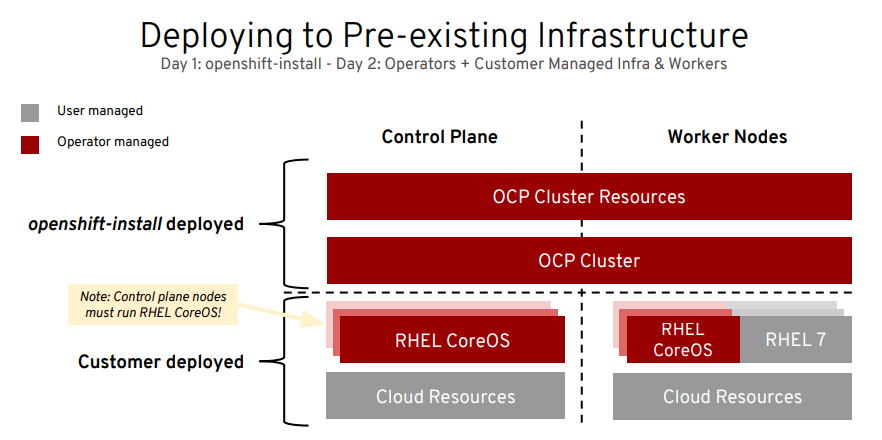 Deploying to Pre-existing Infrastructure
Day 1: openshift-install - Day 2: Operators + Customer Managed Infra & Workers
User managed
Operator managed
Control Plane
Worker Nodes
OCP Cluster Resources
openshift-install deployed
OCP Cluster
Note: Control plane nodes
must run RHEL CoreOS!
RHEL CoreOS
RHEL
CoreOS
RHEL 7
Customer deployed
Cloud Resources
Cloud Resources